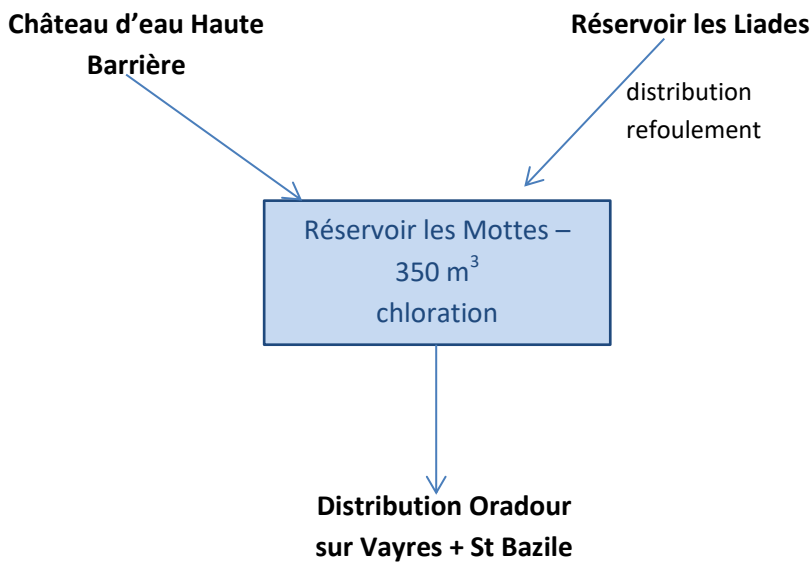 Château d’eau Haute
Barrière
Réservoir les Liades
distribution
refoulement
Réservoir les Mottes –
350 m³
chloration
Distribution Oradour
sur Vayres + St Bazile